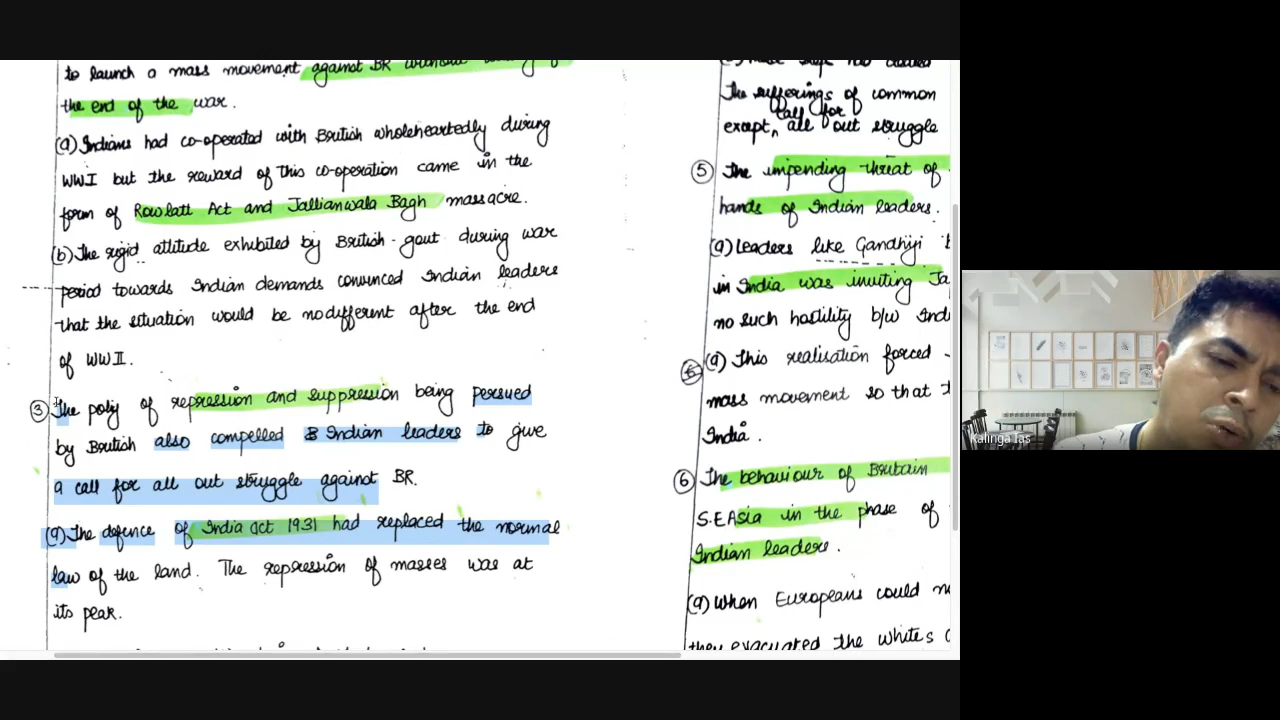 to launch a mass movement against BR without
the end of the war.
(a) Indians had co-operated with British wholeheartedly during
WWI but the reward of this co-operation came in the
form of Rowlatt Act and Jallianwala Bagh massacre.
(b) The rigid attitude exhibited by British gout during war
period towards Indian demands convinced Indian leaders
that the situation would be no different after the end
of WWII.
③ The poly of repression and suppression being persued
by British also compelled Indian leaders to give
a call for all out struggle against BR.
(a) The defence of India Act 1931 had replaced the normal
law of the land. The repression of masses was at
its peak.
The sufferings of common
call for
except, all out struggle
⑤ The impending threat of
hands of Indian leaders.
(a) Leaders like Gandhiji
in India was inviting Ja
no such hostility b/w Indi
(a) This realisation forced
mass movement so that t
India.
⑥ The behaviour of Britain
S.E Asia in the phase of
Indian leaders.
(a) When Europeans could n
they evacuated the whites
Kalinga Ias